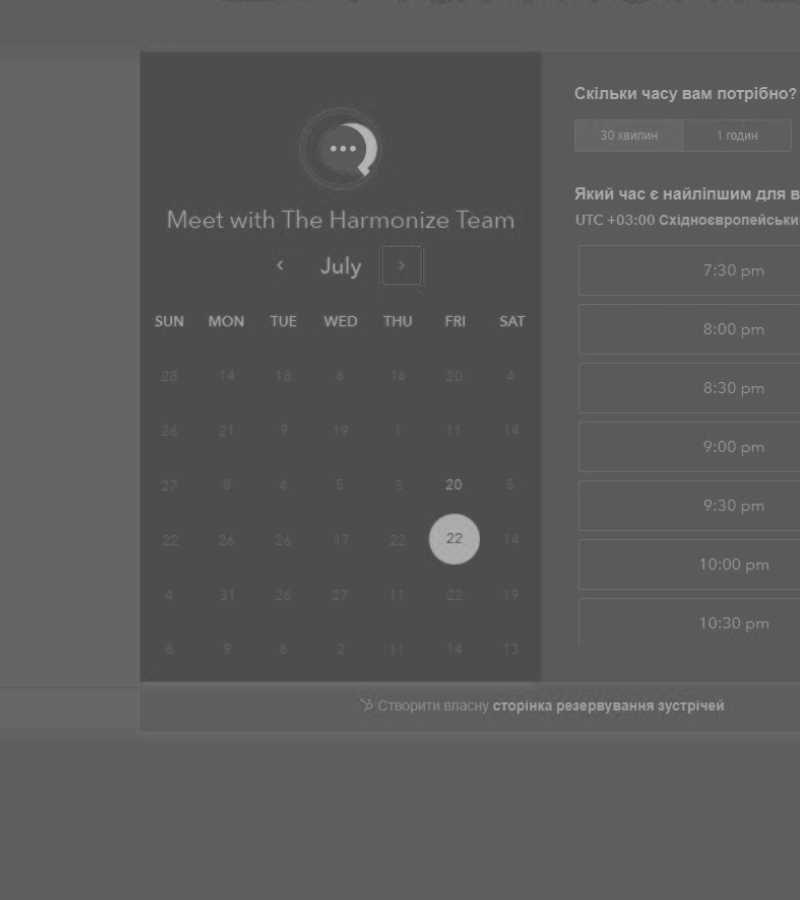 Meet with The Harmonize Team
July
SUN MON TUE WED THU FRI SAT
28 14 18 6 16 20 4
26 21 9 19 1 11 14
27 8 4 5 3 20 5
22 26 26 17 22 22 14
4 31 26 27 11 22 19
6 9 6 2 11 14 13
Скільки часу вам потрібно?
30 хвилин 1 годин
Який час є найліпшим для в
UTC +03:00 Східноєвропейськи
7:30 pm
8:00 pm
8:30 pm
9:00 pm
9:30 pm
10:00 pm
10:30 pm
Створити власну сторінка резервування зустрічей